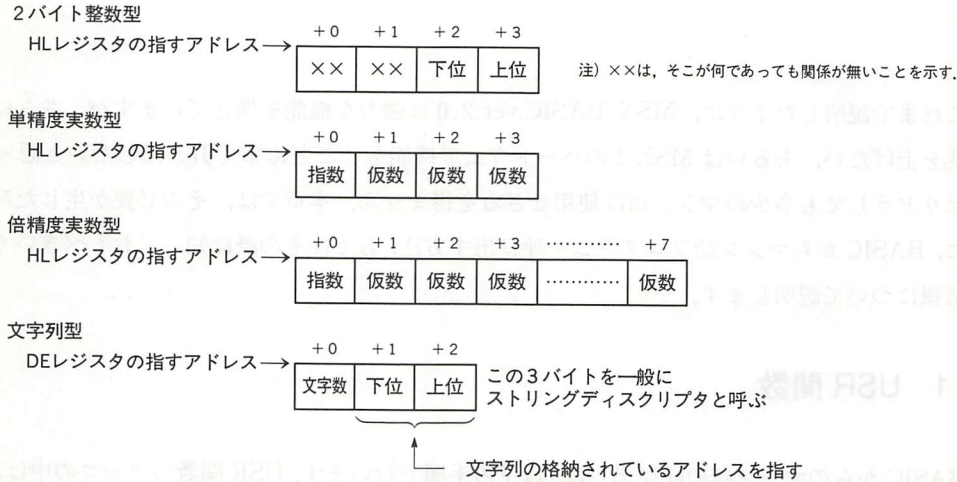 2バイト整数型
+0 +1 +2 +3
HLレジスタの指すアドレス→ ×× ×× 下位 上位
注)××は,そこが何であっても関係が無いことを示す.
単精度実数型
+0 +1 +2 +3
HLレジスタの指すアドレス→ 指数 仮数 仮数 仮数
倍精度実数型
+0 +1 +2 +3 ………… +7
HLレジスタの指すアドレス→ 指数 仮数 仮数 仮数 ………… 仮数
文字列型
+0 +1 +2
DEレジスタの指すアドレス→ 文字数 下位 上位
この3バイトを一般に
ストリングディスクリプタと呼ぶ
文字列の格納されているアドレスを指す